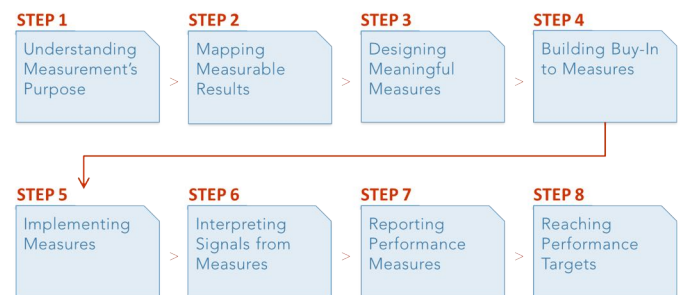 STEP 1
Understanding
Measurement's
Purpose
>
STEP 2
Mapping
Measurable
Results
>
STEP 3
Designing
Meaningful
Measures
>
STEP 4
Building Buy-In
to Measures
STEP 5
Implementing
Measures
>
STEP 6
Interpreting
Signals from
Measures
>
STEP 7
Reporting
Performance
Measures
>
STEP 8
Reaching
Performance
Targets